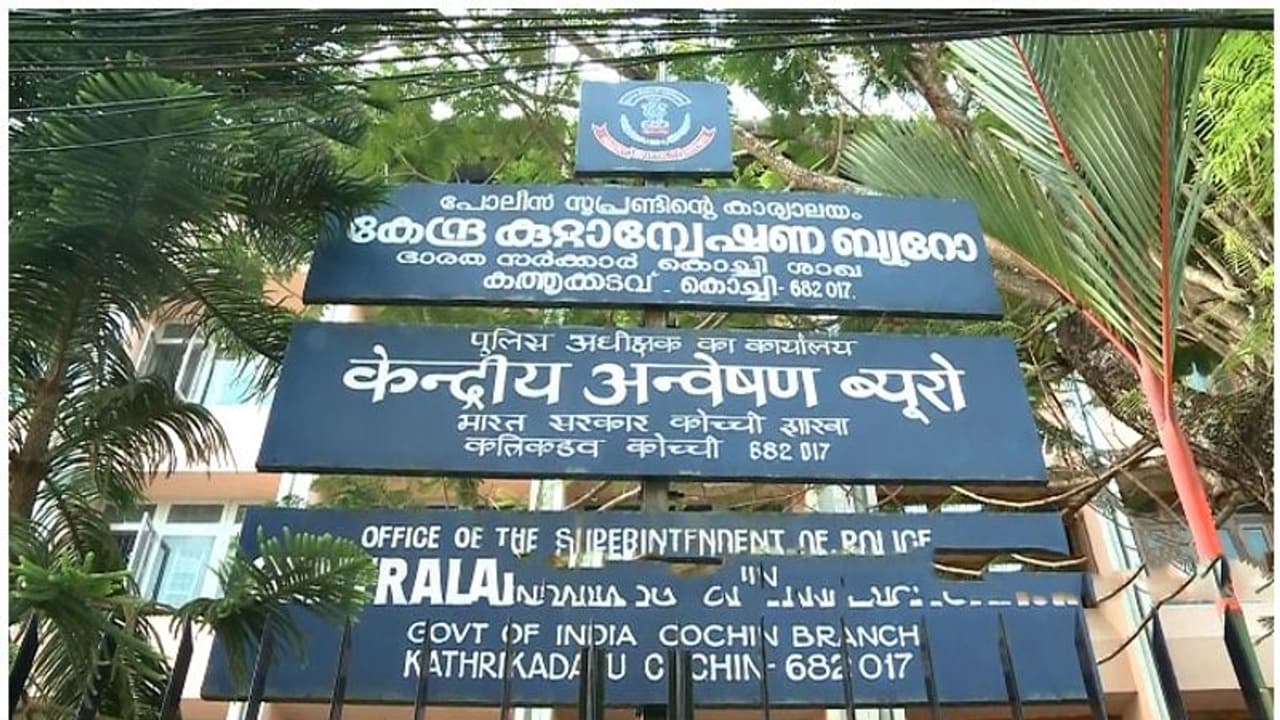 പോലീസ് സൂപ്രണ്ടിന്റെ കാര്യാലയം
കേന്ദ്ര കുറ്റാന്വേഷണ ബ്യൂറോ
ഭാരത സർക്കാർ കൊച്ചി ശാഖ
കത്തൃക്കടവ് - കൊച്ചി - 682 017.
पुलिस अधीक्षक का कार्यालय
केन्द्रीय अन्वेषण ब्यूरो
भारत सरकार कोच्ची शाखा
कत्रिकडव कोच्ची 682 017
OFFICE OF THE SUPERINTENDENT OF POLICE
GOVT OF INDIA COCHIN BRANCH
KATHRIKADAVU COCHIN - 682 017